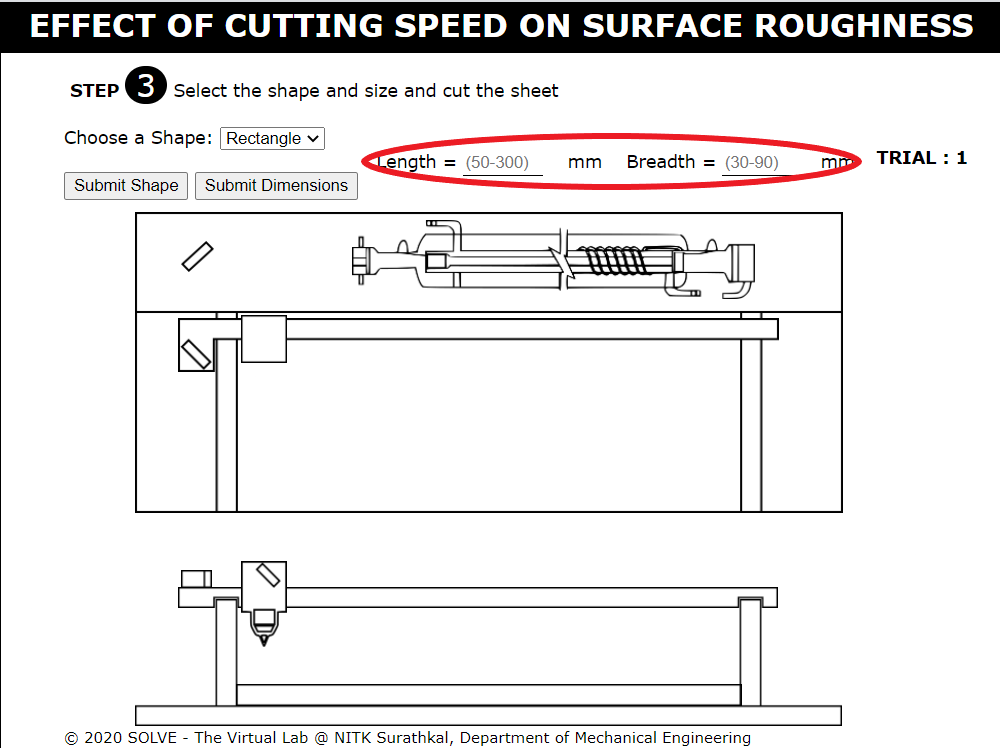 EFFECT OF CUTTING SPEED ON SURFACE ROUGHNESS
STEP 3 Select the shape and size and cut the sheet
Choose a Shape: Rectangle
Length = (50-300) mm Breadth = (30-90) mm TRIAL : 1
Submit Shape Submit Dimensions
© 2020 SOLVE - The Virtual Lab @ NITK Surathkal, Department of Mechanical Engineering